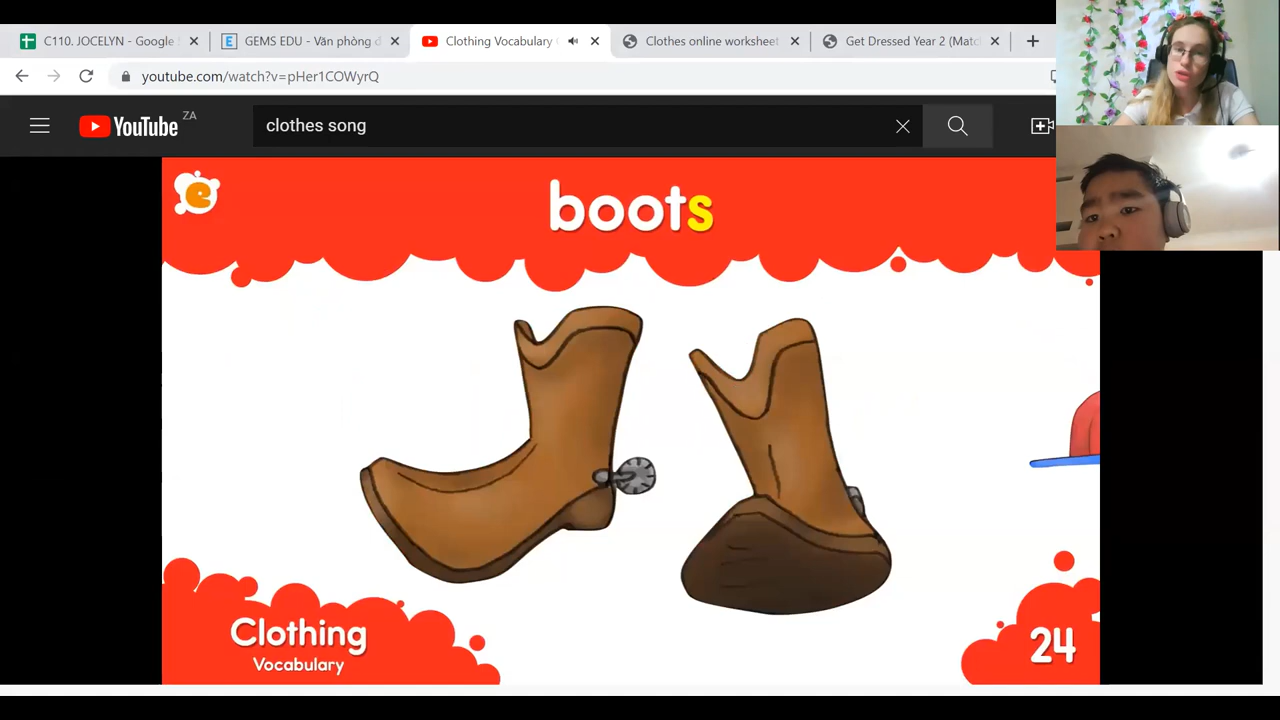 C110. JOCELYN - Google
GEMS EDU - Văn phòng
Clothing Vocabulary
Clothes online worksheet
Get Dressed Year 2 (Matc
youtube.com/watch?v=pHer1COWyrQ
YouTube ZA
clothes song
boots
Clothing
Vocabulary
24